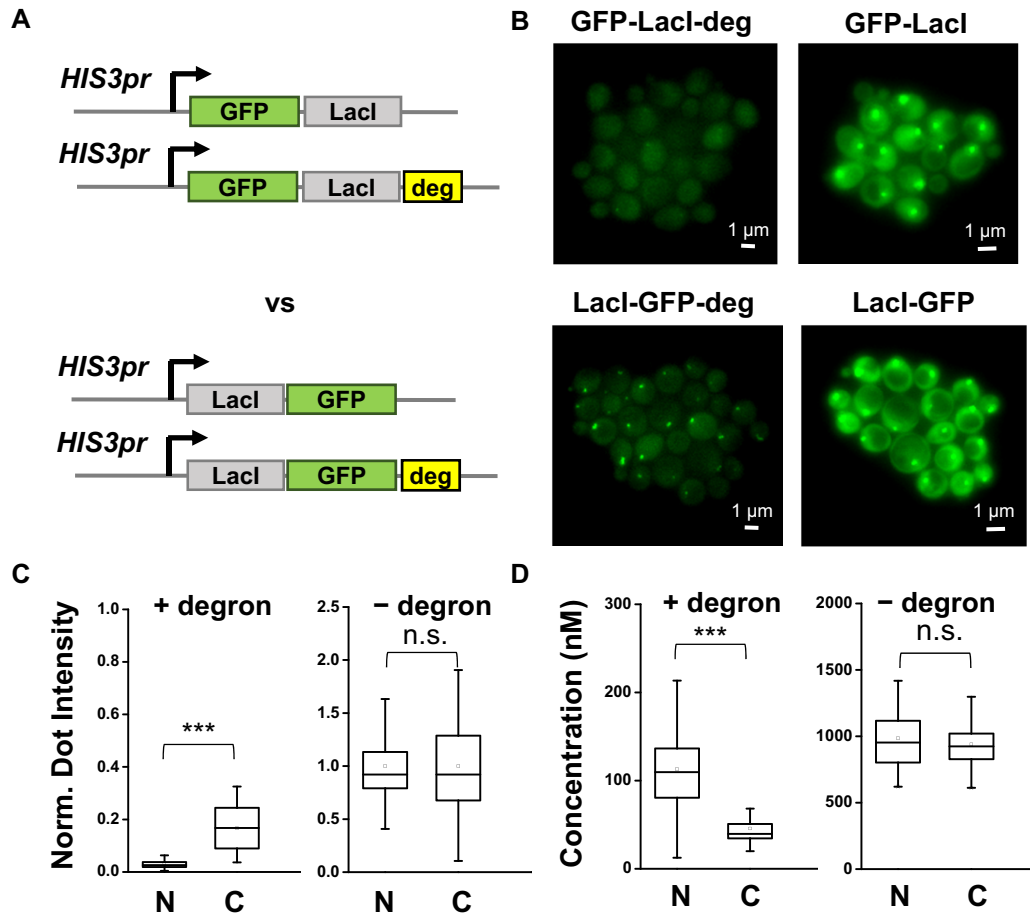 A
HIS3pr
GFP LacI
HIS3pr
GFP LacI deg
vs
HIS3pr
LacI GFP
HIS3pr
LacI GFP deg
B
GFP-LacI-deg GFP-LacI
1 µm 1 µm
LacI-GFP-deg LacI-GFP
1 µm 1 µm
C
Norm. Dot Intensity
+ degron
1.0
0.8
0.6
0.4
0.2
0.0
***
N C
− degron
2.5
2.0
1.5
1.0
0.5
0.0
n.s.
N C
D
Concentration (nM)
+ degron
300
200
100
0
***
N C
− degron
2000
1500
1000
500
0
n.s.
N C